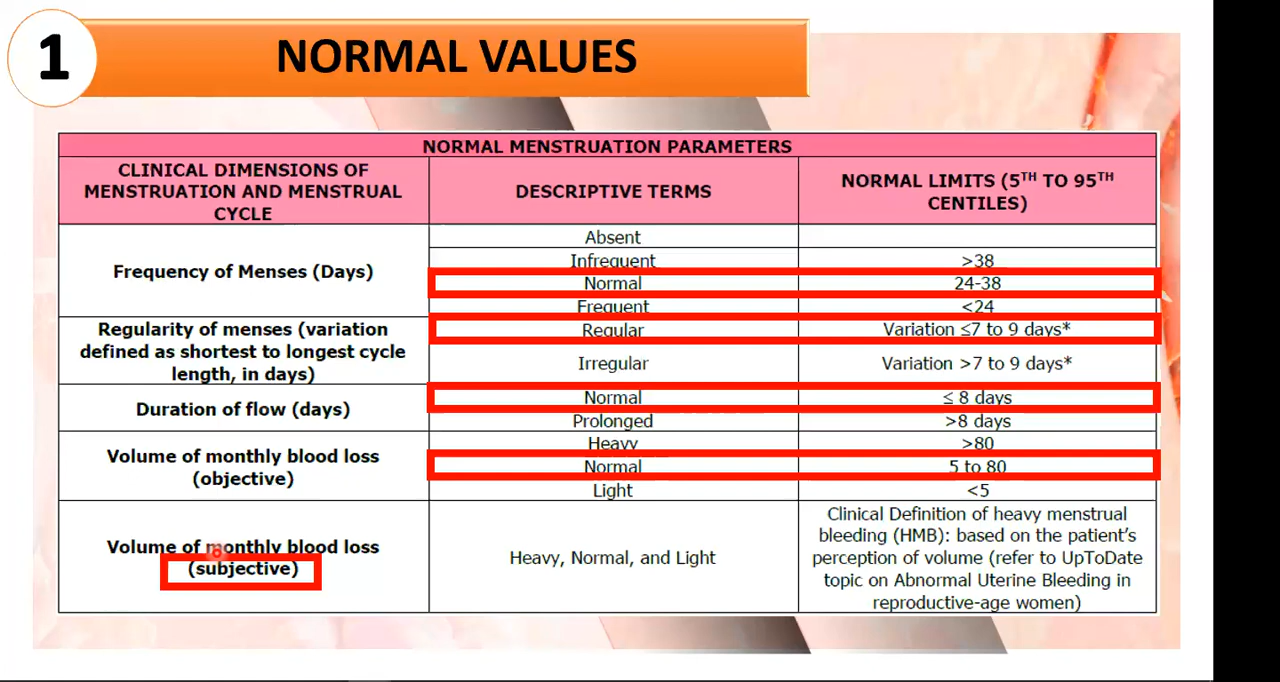 1
NORMAL VALUES
NORMAL MENSTRUATION PARAMETERS
CLINICAL DIMENSIONS OF
MENSTRUATION AND MENSTRUAL
CYCLE
DESCRIPTIVE TERMS
NORMAL LIMITS (5TH TO 95TH
CENTILES)
Frequency of Menses (Days)
Absent
Infrequent
>38
Normal
24-38
Frequent
<24
Regularity of menses (variation
defined as shortest to longest cycle
length, in days)
Regular
Variation ≤7 to 9 days*
Irregular
Variation >7 to 9 days*
Duration of flow (days)
Normal
≤ 8 days
Prolonged
>8 days
Volume of monthly blood loss
(objective)
Heavy
>80
Normal
5 to 80
Light
<5
Volume of monthly blood loss
(subjective)
Heavy, Normal, and Light
Clinical Definition of heavy menstrual
bleeding (HMB): based on the patient's
perception of volume (refer to UpToDate
topic on Abnormal Uterine Bleeding in
reproductive-age women)